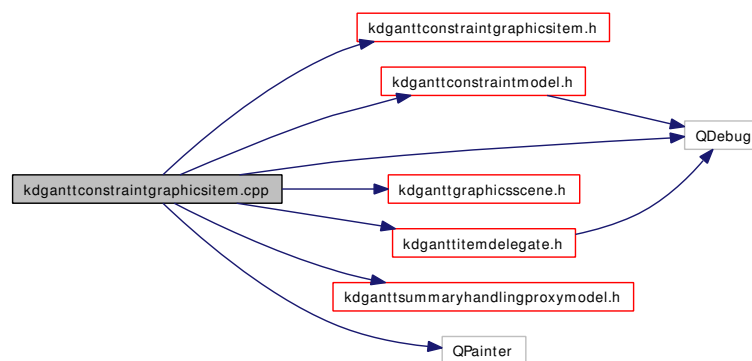 kdganttconstraintgraphicsitem.h
kdganttconstraintmodel.h
QDebug
kdganttconstraintgraphicsitem.cpp
kdganttgraphicsscene.h
kdganttitemdelegate.h
kdganttsummaryhandlingproxymodel.h
QPainter